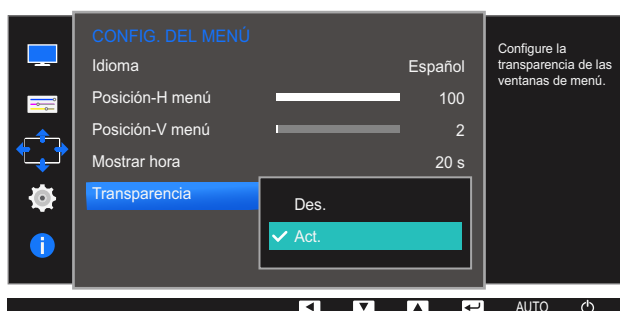 CONFIG. DEL MENÚ
Idioma Español
Posición-H menú 100
Posición-V menú 2
Mostrar hora 20 s
Transparencia
Des.
Act.
Configure la
transparencia de las
ventanas de menú.
AUTO